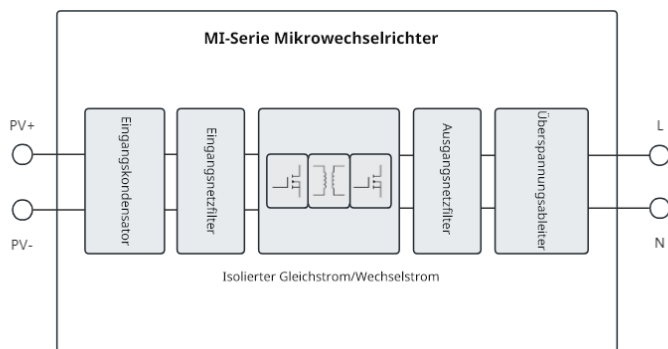 MI-Serie Mikrowechselrichter
PV+
PV-
Eingangskondensator
Eingangsnetzfilter
Ausgangsnetzfilter
Überspannungsableiter
L
N
Isolierter Gleichstrom/Wechselstrom